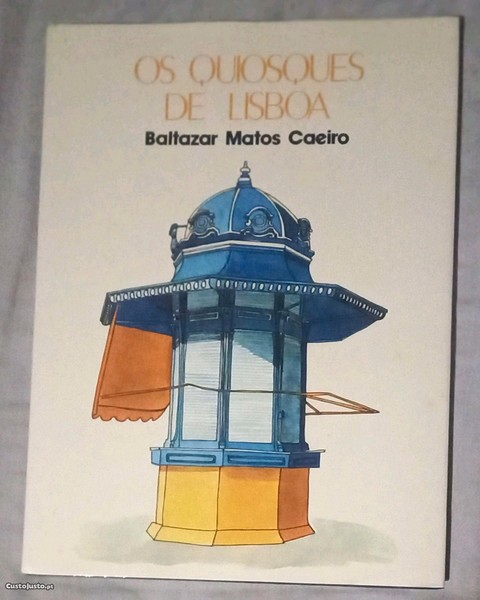 OS QUIOSQUES
DE LISBOA
Baltazar Matos Caeiro
CustoJusto.pt